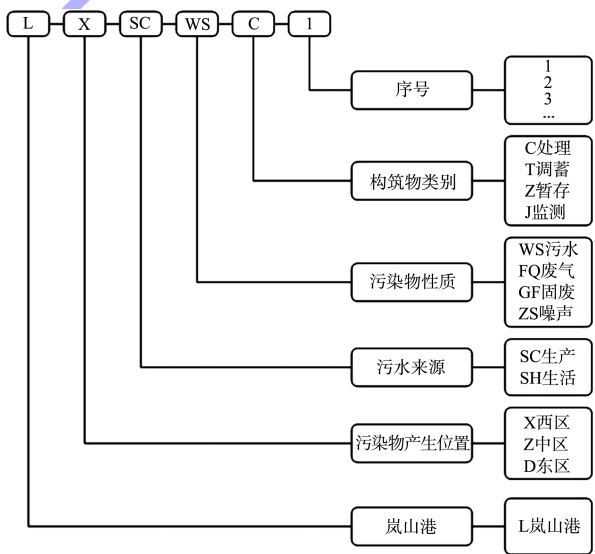 L X SC WS C 1
序号
1
2
3
...
构筑物类别
C处理
T调蓄
Z暂存
J监测
污染物性质
WS污水
FQ废气
GF固废
ZS噪声
污水来源
SC生产
SH生活
污染物产生位置
X西区
Z中区
D东区
岚山港
L岚山港